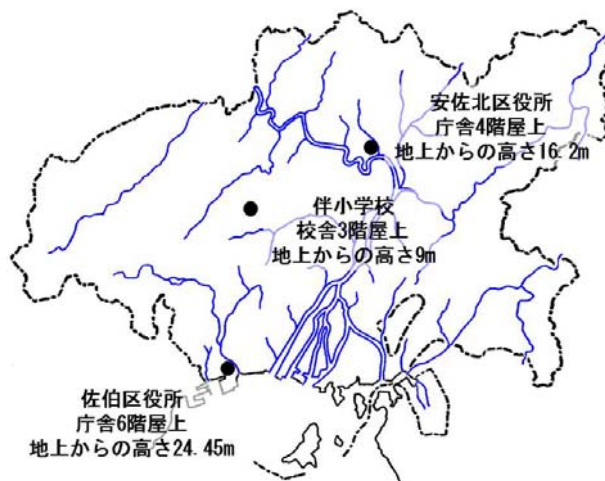 安佐北区役所
庁舎4階屋上
地上からの高さ16.2m
伴小学校
校舎3階屋上
地上からの高さ9m
佐伯区役所
庁舎6階屋上
地上からの高さ24.45m